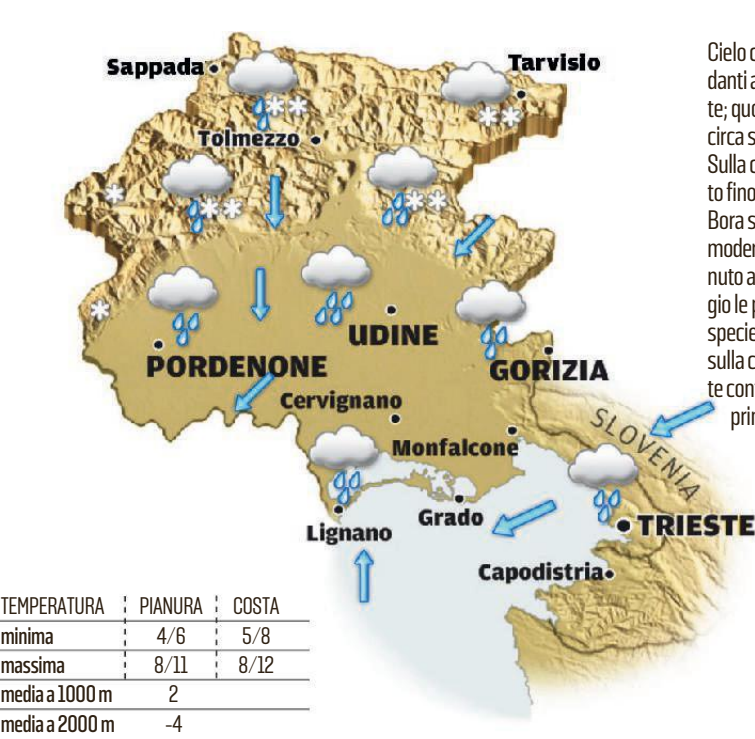 Sappada
Tarvisio
Tolmezzo
UDINE
PORDENONE
GORIZIA
Cervignano
Monfalcone
SLOVENIA
Grado
Lignano
TRIESTE
Capodistria
Cielo c
danti a
te; quo
circa s
Sulla c
to fino
Bora s
moder
nuto a
gio le p
specie
sulla c
te con
prin
TEMPERATURA PIANURA COSTA
minima 4/6 5/8
massima 8/11 8/12
media a 1000 m 2
media a 2000 m -4